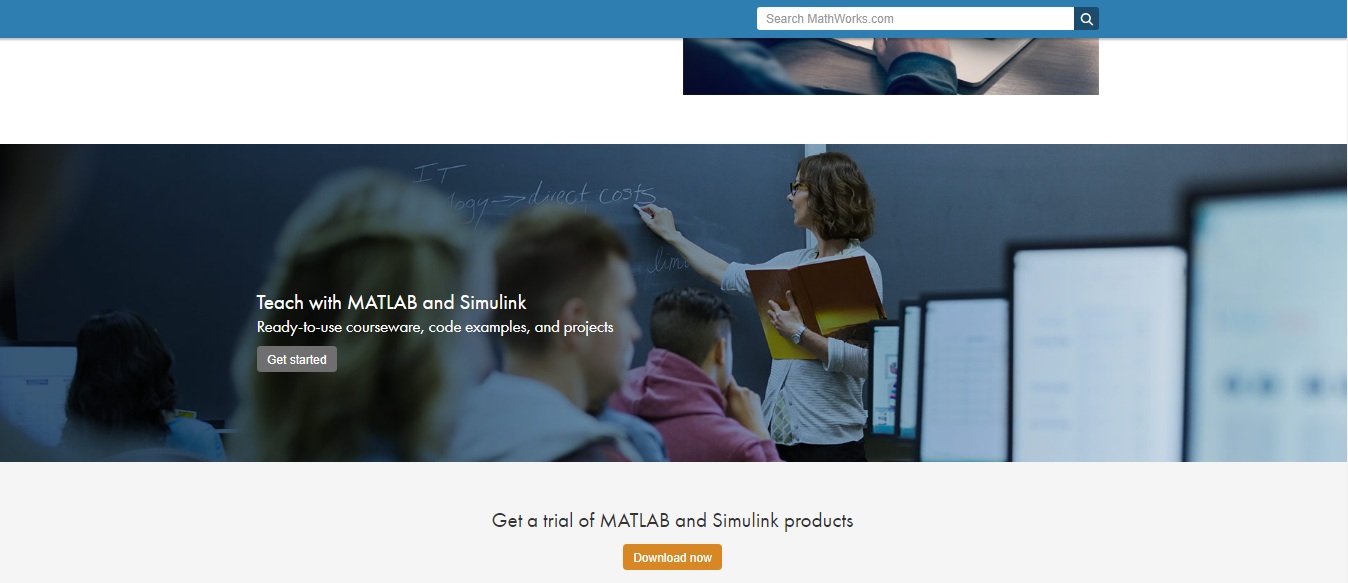 Search MathWorks.com
IT
logy → direct costs
Teach with MATLAB and Simulink
Ready-to-use courseware, code examples, and projects
Get started
Get a trial of MATLAB and Simulink products
Download now